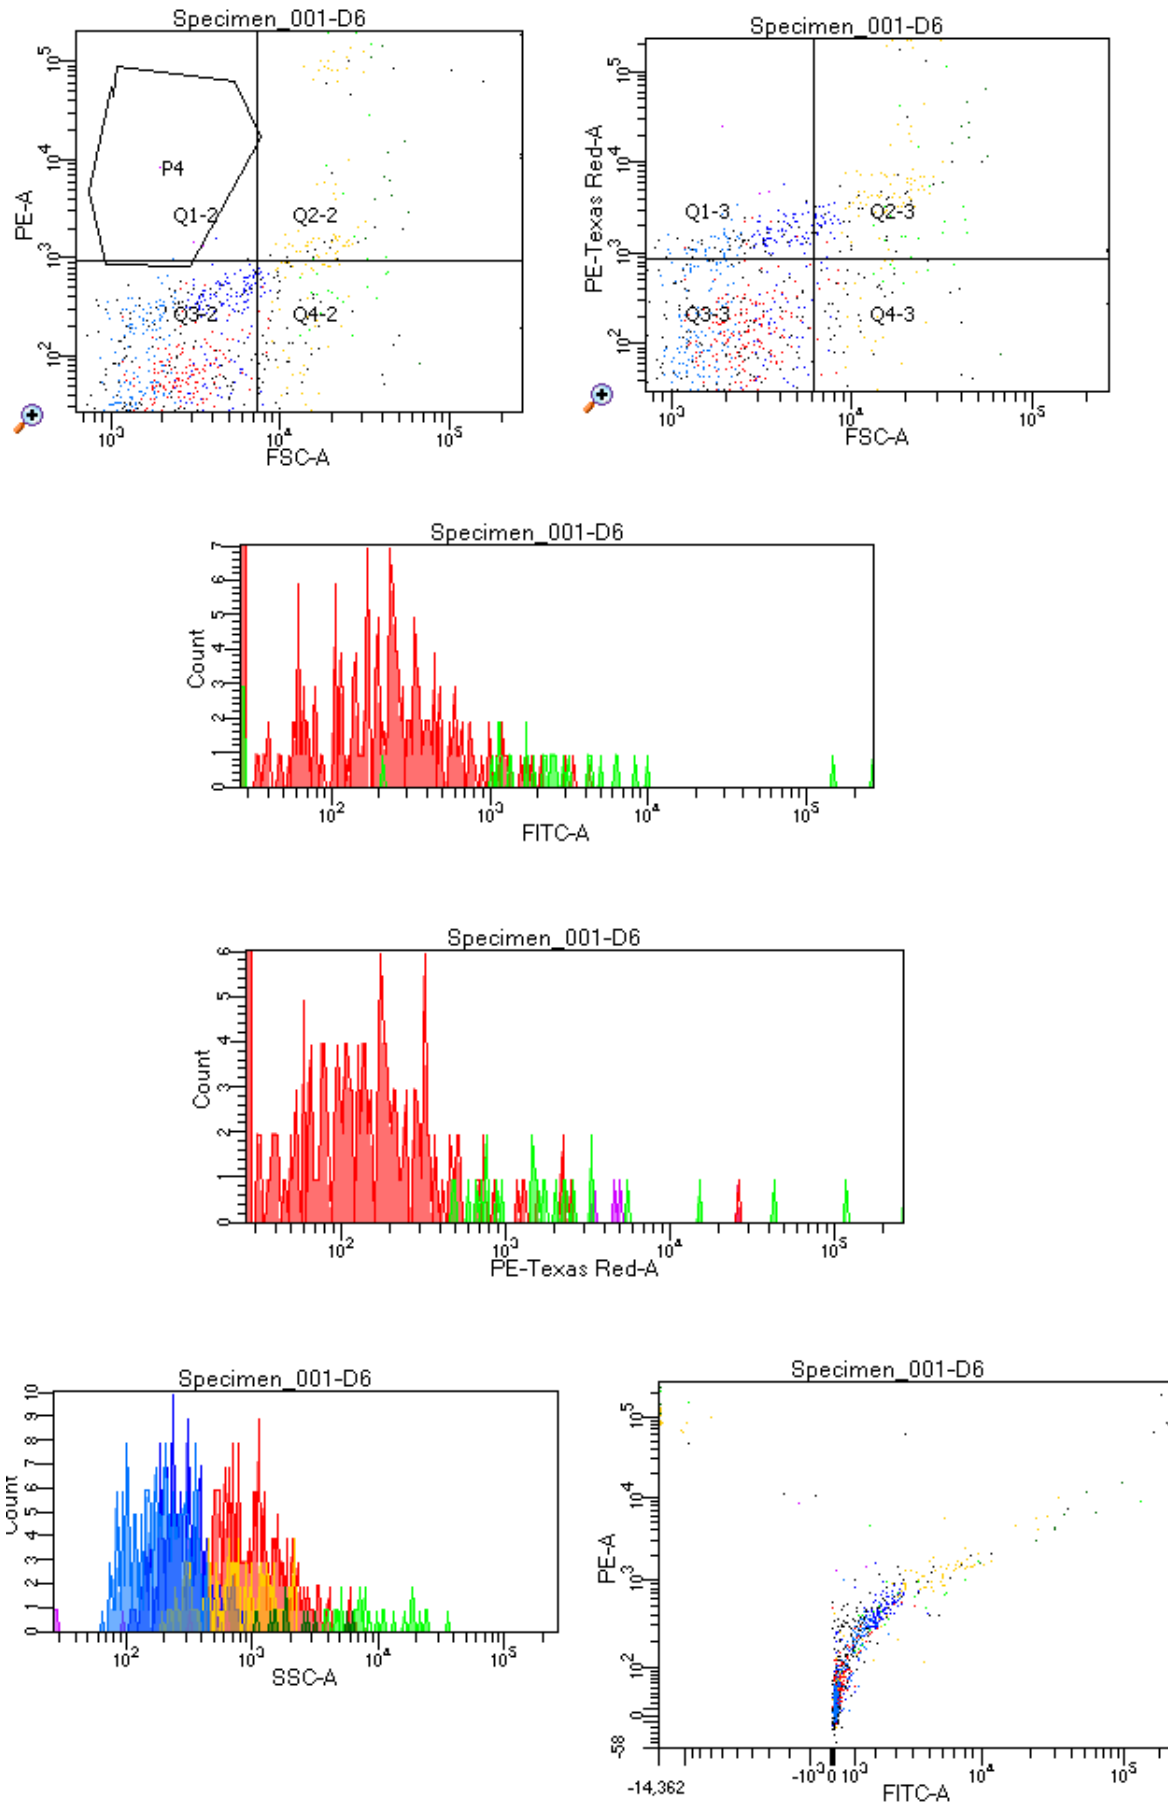 Specimen_001-D6
PE-A
10^5
10^4
10^3
10^2
P4
Q1-2
Q2-2
Q3-2
Q4-2
10^3
10^4
10^5
FSC-A
Specimen_001-D6
PE-Texas Red-A
10^5
10^4
10^3
10^2
Q1-3
Q2-3
Q3-3
Q4-3
10^3
10^4
10^5
FSC-A
Specimen_001-D6
Count
7
6
5
4
3
2
1
0
10^2
10^3
10^4
10^5
FITC-A
Specimen_001-D6
Count
6
5
4
3
2
1
0
10^2
10^3
10^4
10^5
PE-Texas Red-A
Specimen_001-D6
Count
10
9
8
7
6
5
4
3
2
1
0
10^2
10^3
10^4
10^5
SSC-A
Specimen_001-D6
PE-A
10^5
10^4
10^3
10^2
0
-58
-14,362
-10^3
0
10^3
10^4
10^5
FITC-A